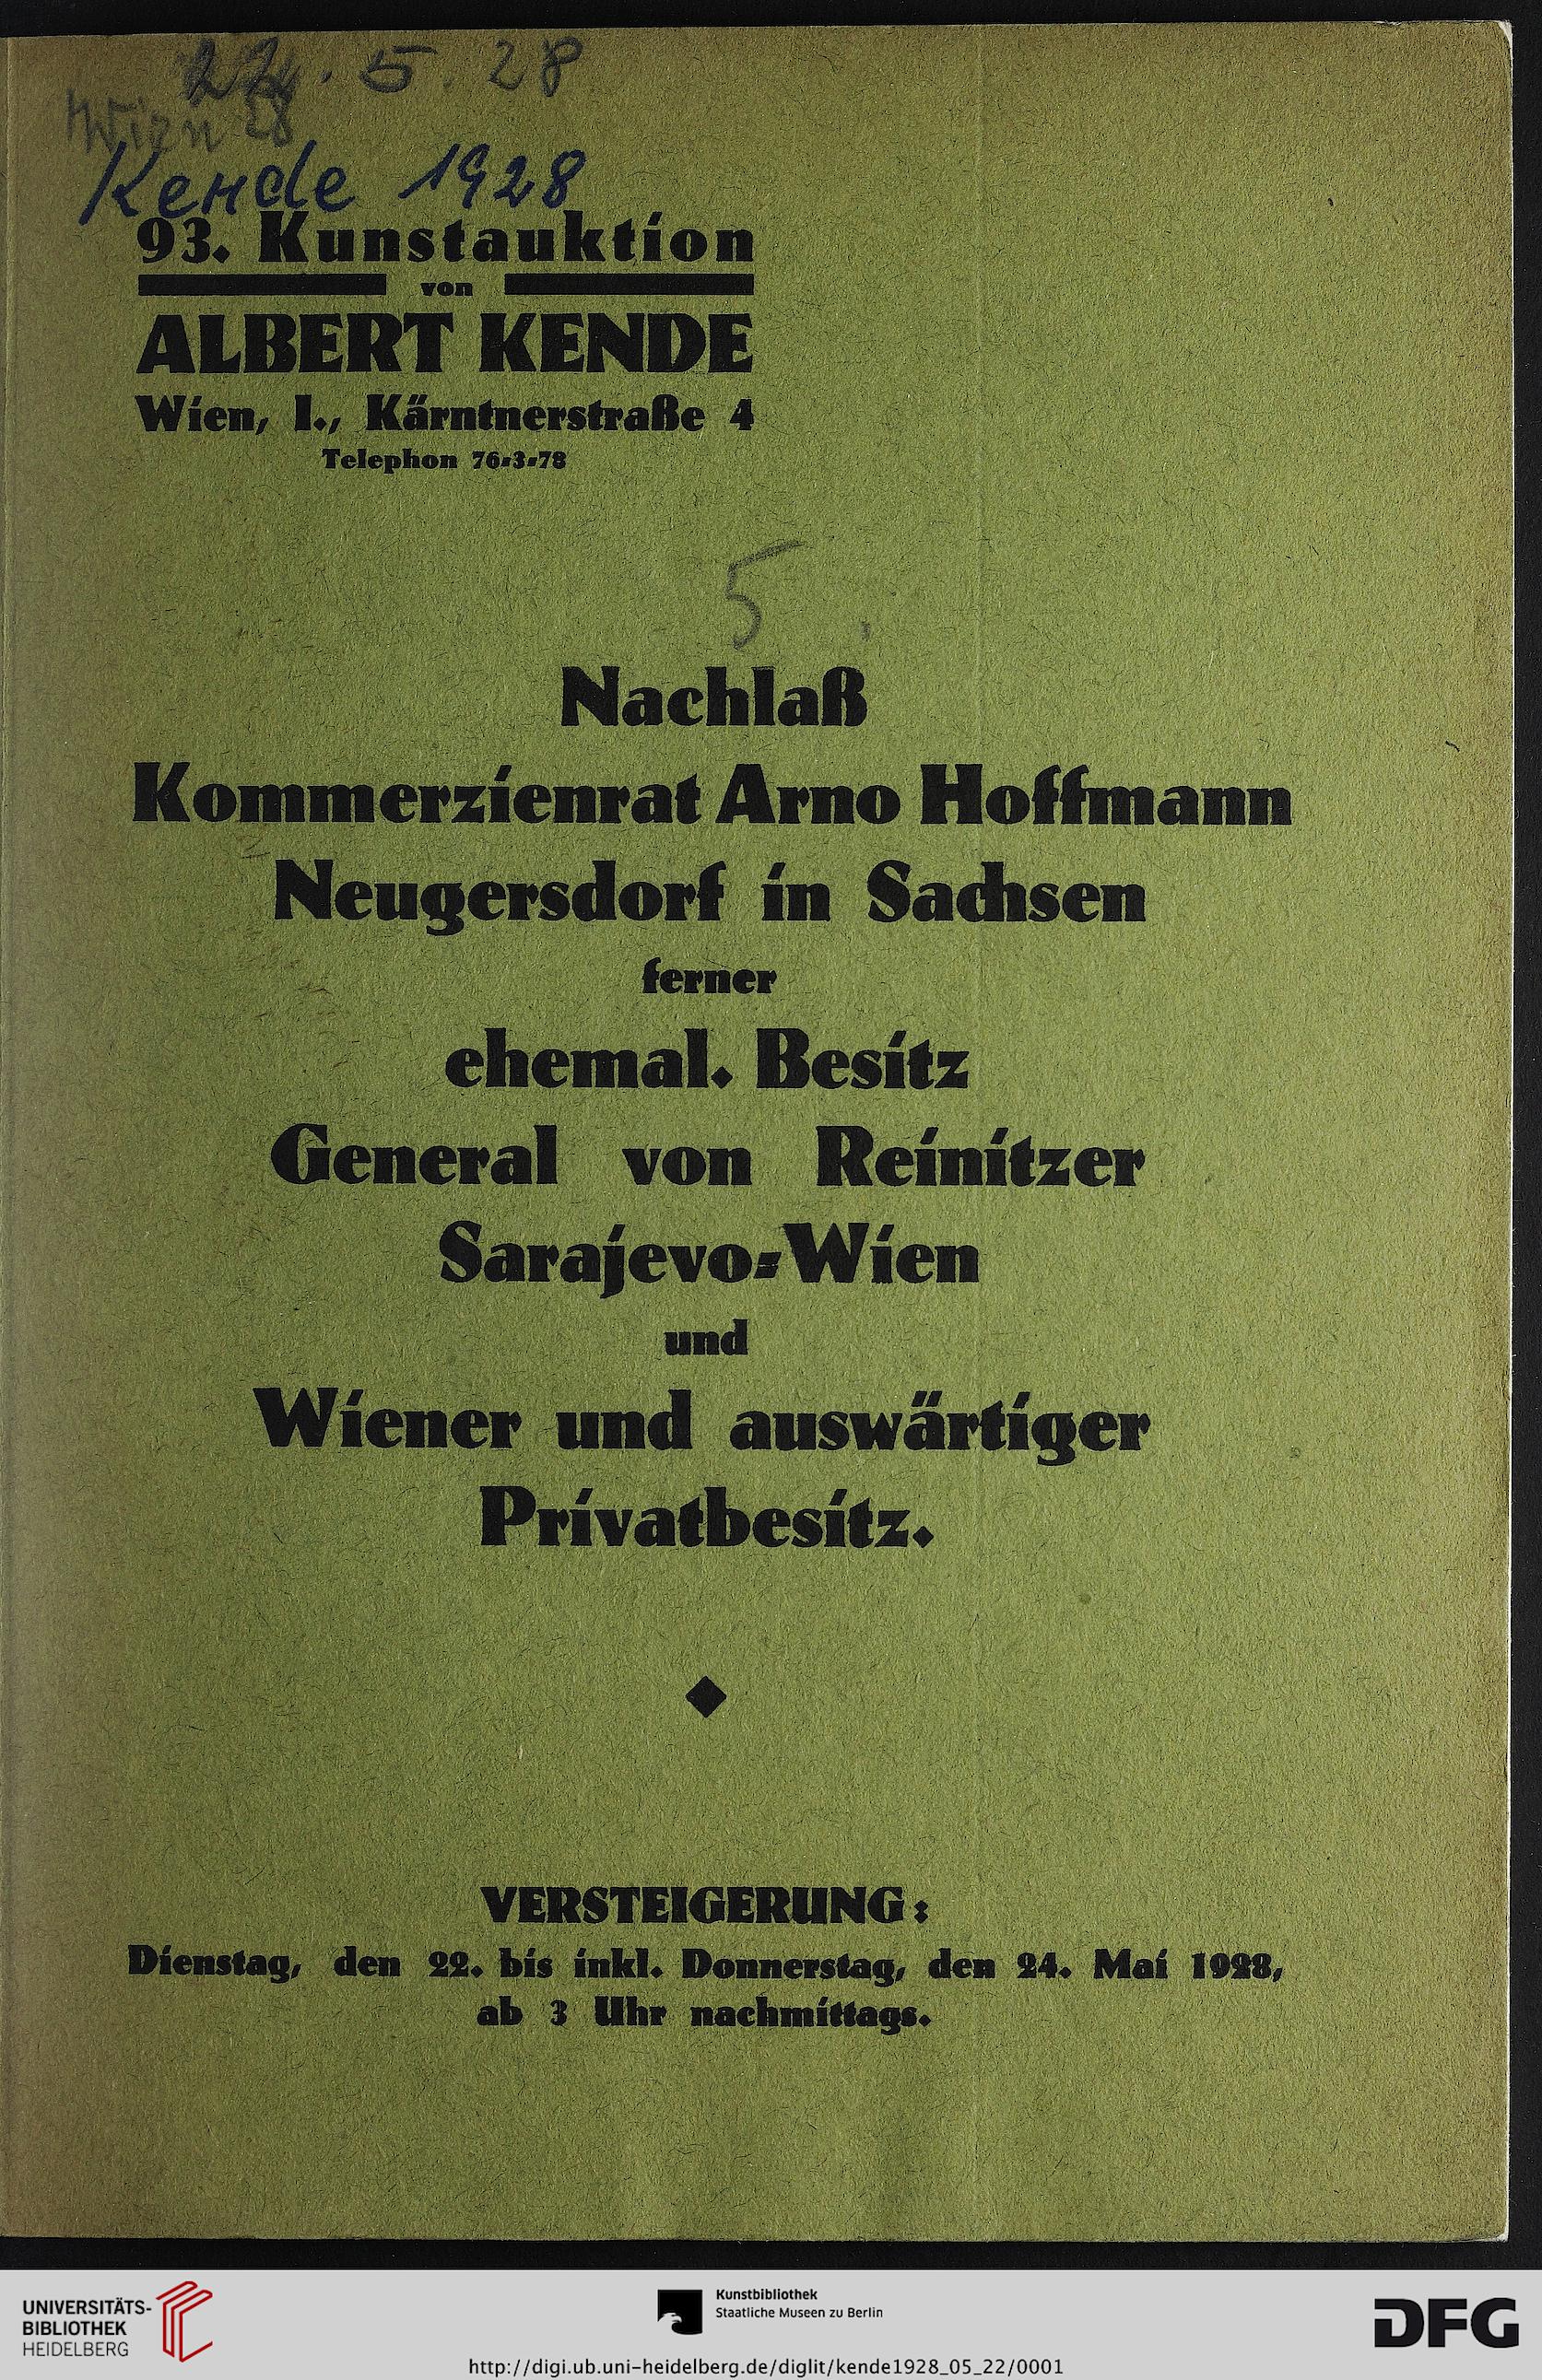 22. 5. 28
Wien 28
Kende 1928
93. Kunstauktion
von
ALBERT KENDE
Wien, I., Kärntnerstraße 4
Telephon 76-3-78
5
Nachlaß
Kommerzienrat Arno Hoffmann
Neugersdorf in Sachsen
ferner
ehemal. Besitz
General von Reinitzer
Sarajevo-Wien
und
Wiener und auswärtiger
Privatbesitz.
VERSTEIGERUNG:
Dienstag, den 22. bis inkl. Donnerstag, den 24. Mai 1928,
ab 3 Uhr nachmittags.
UNIVERSITÄTS-
BIBLIOTHEK
HEIDELBERG
Kunstbibliothek
Staatliche Museen zu Berlin
DFG
http://digi.ub.uni-heidelberg.de/diglit/kende1928_05_22/0001